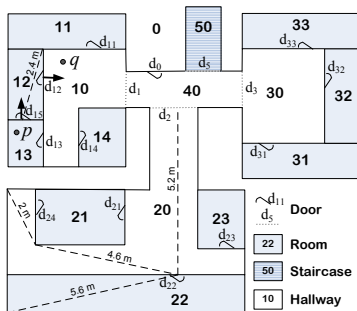 11
0
50
33
d11
d33
q
d0
d5
2.4 m
12
d12
10
d1
40
d3
30
d32
32
d15
p
d2
13
d13
d14
14
d31
31
5.2 m
2 m
d24
21
d21
20
23
d23
4.6 m
d22
5.6 m
22
d11
d5
Door
22
Room
50
Staircase
10
Hallway